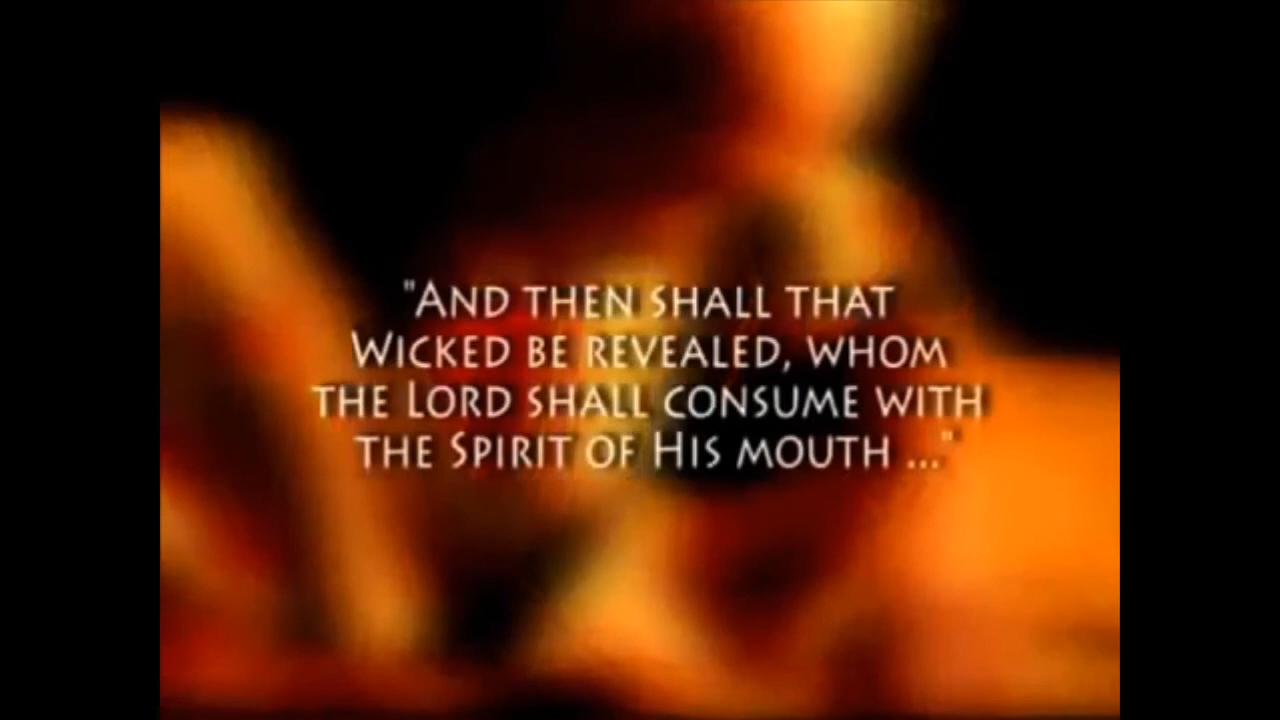 "And then shall that
Wicked be revealed, whom
the Lord shall consume with
the Spirit of His mouth ..."